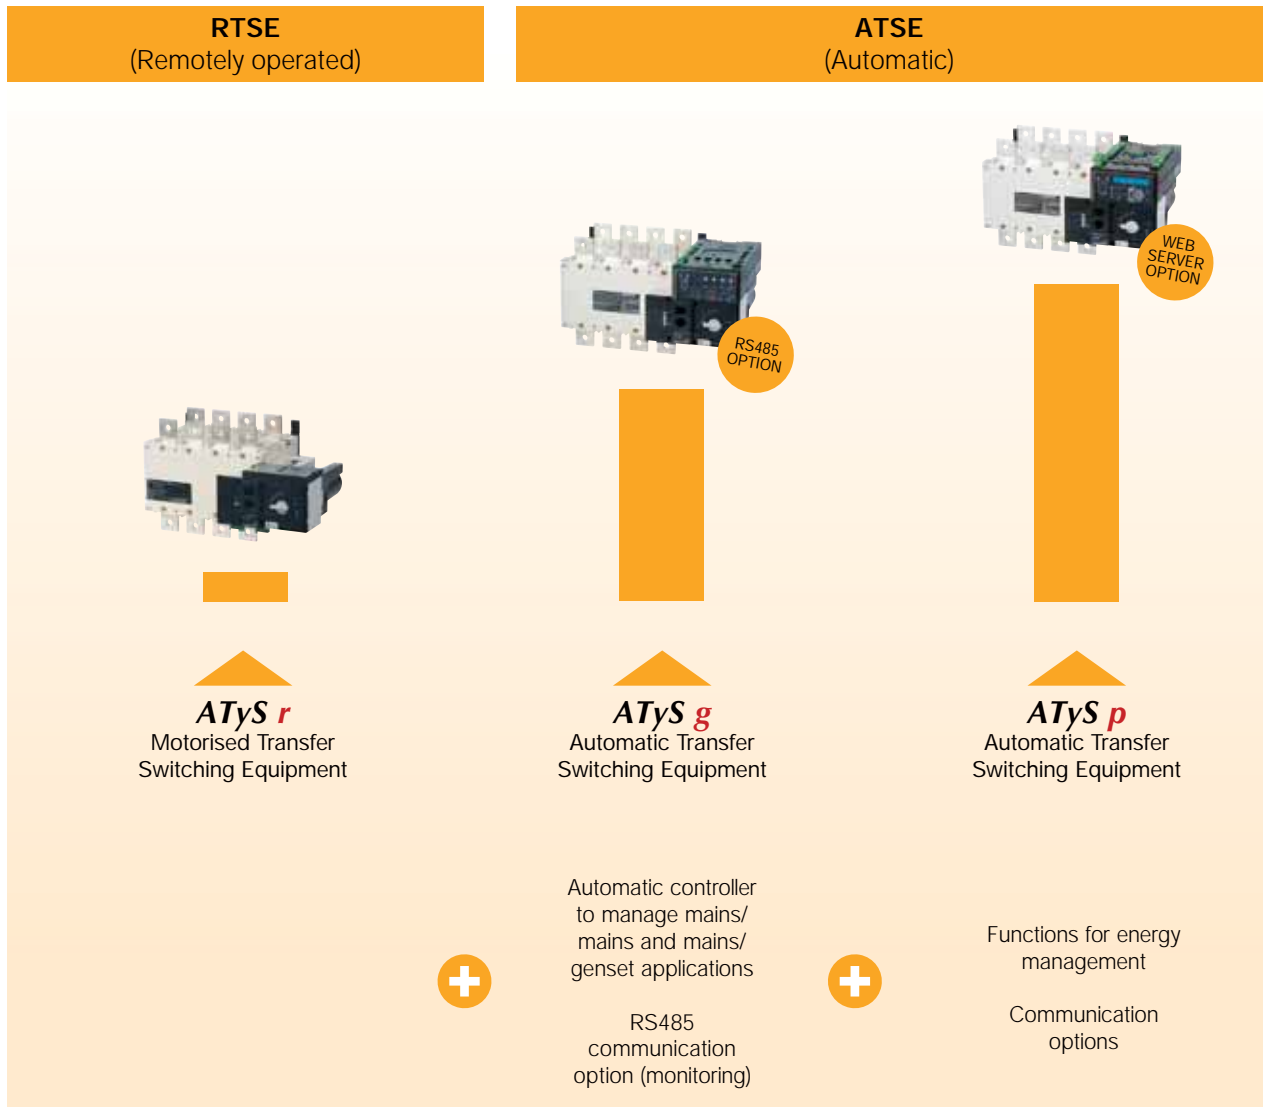 RTSE
(Remotely operated)
ATSE
(Automatic)
WEB
SERVER
OPTION
RS485
OPTION
ATyS r
Motorised Transfer
Switching Equipment
ATyS g
Automatic Transfer
Switching Equipment
ATyS p
Automatic Transfer
Switching Equipment
Automatic controller
to manage mains/
mains and mains/
genset applications
RS485
communication
option (monitoring)
Functions for energy
management
Communication
options